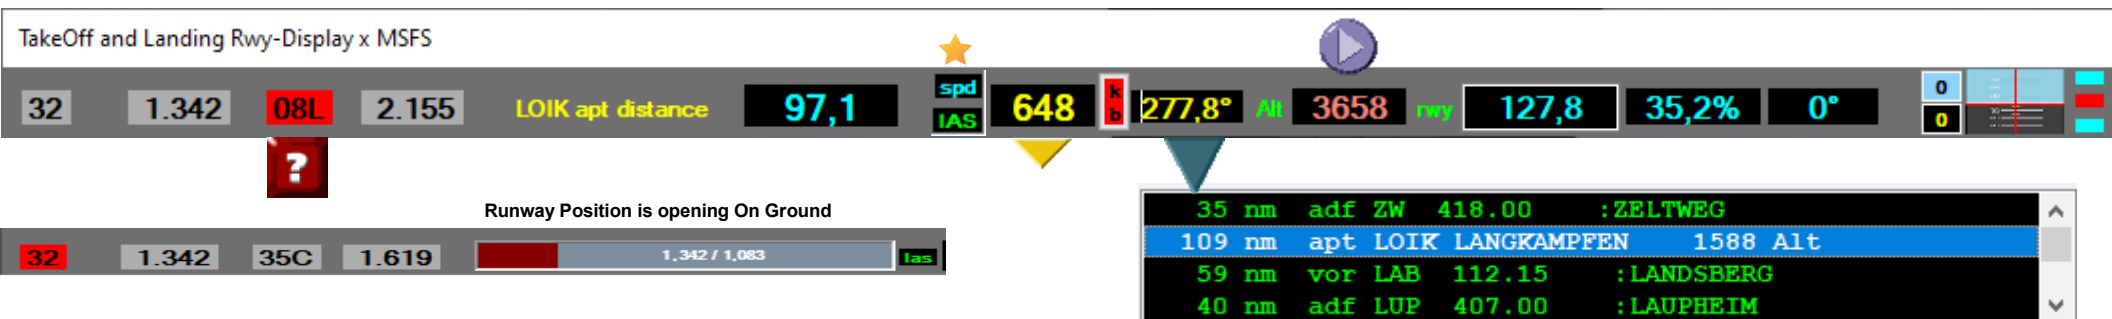 TakeOff and Landing Rwy-Display x MSFS
32 1.342 08L 2.155 LOIK apt distance 97,1 spd IAS 648 k b 277,8° Alt 3658 rwy 127,8 35,2% 0° 0 0
?
Runway Position is opening On Ground
32 1.342 35C 1.619 1,342 / 1,083 Ias
35 nm adf ZW 418.00 :ZELTWEG
109 nm apt LOIK LANGKAMPFEN 1588 Alt
59 nm vor LAB 112.15 :LANDSBERG
40 nm adf LUP 407.00 :LAUPHEIM